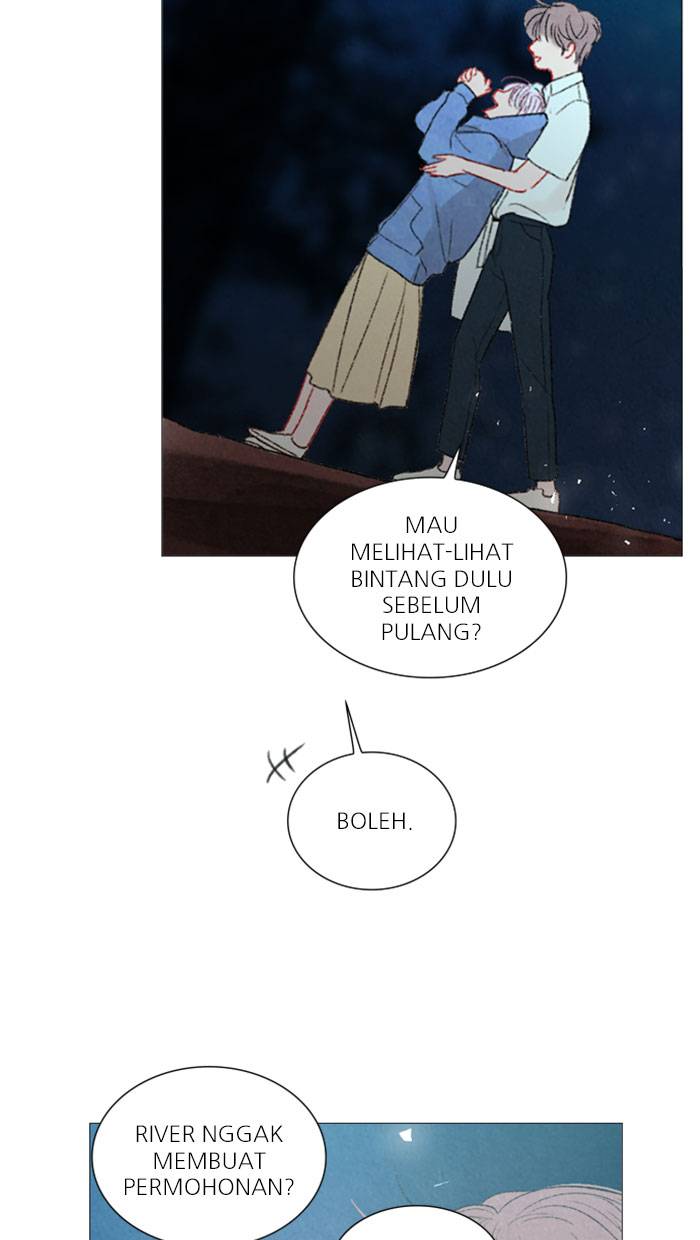 MAU
MELIHAT-LIHAT
BINTANG DULU
SEBELUM
PULANG?
BOLEH.
RIVER NGGAK
MEMBUAT
PERMOHONAN?